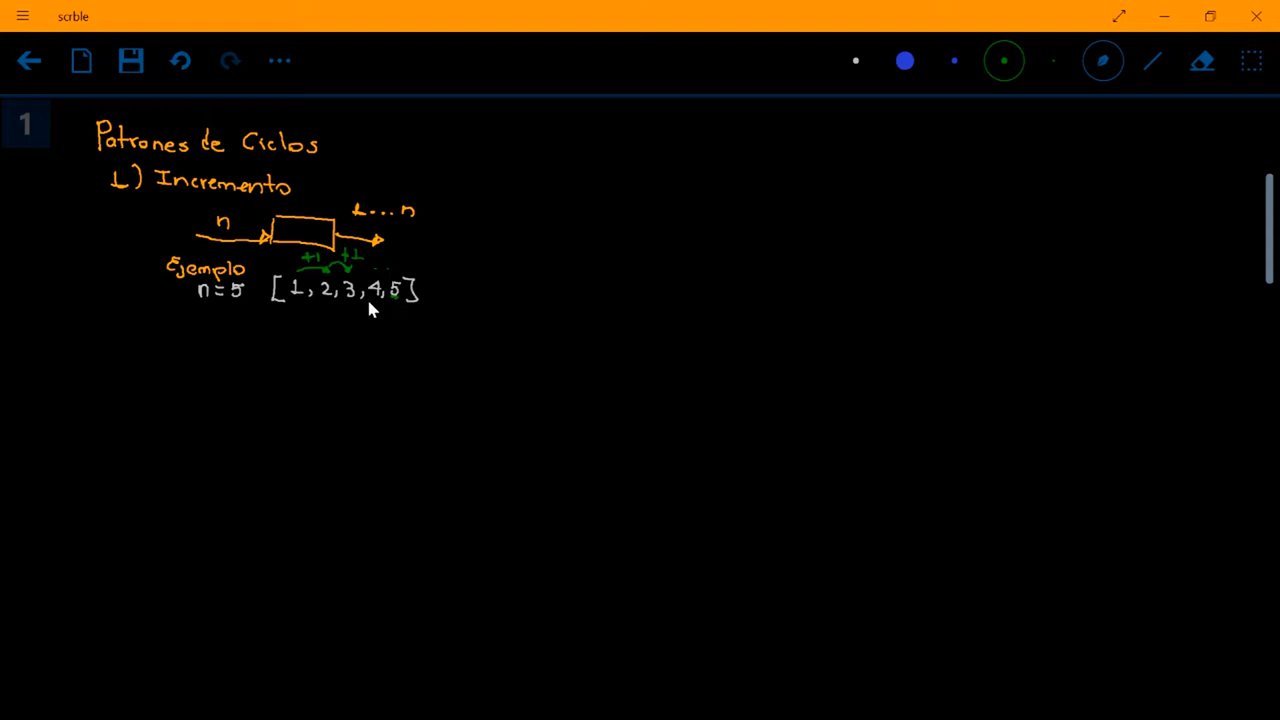 scrble
1
Patrones de Ciclos
1) Incremento
n
1...n
+1 +1 ..
Ejemplo
n=5 [1, 2, 3, 4, 5]